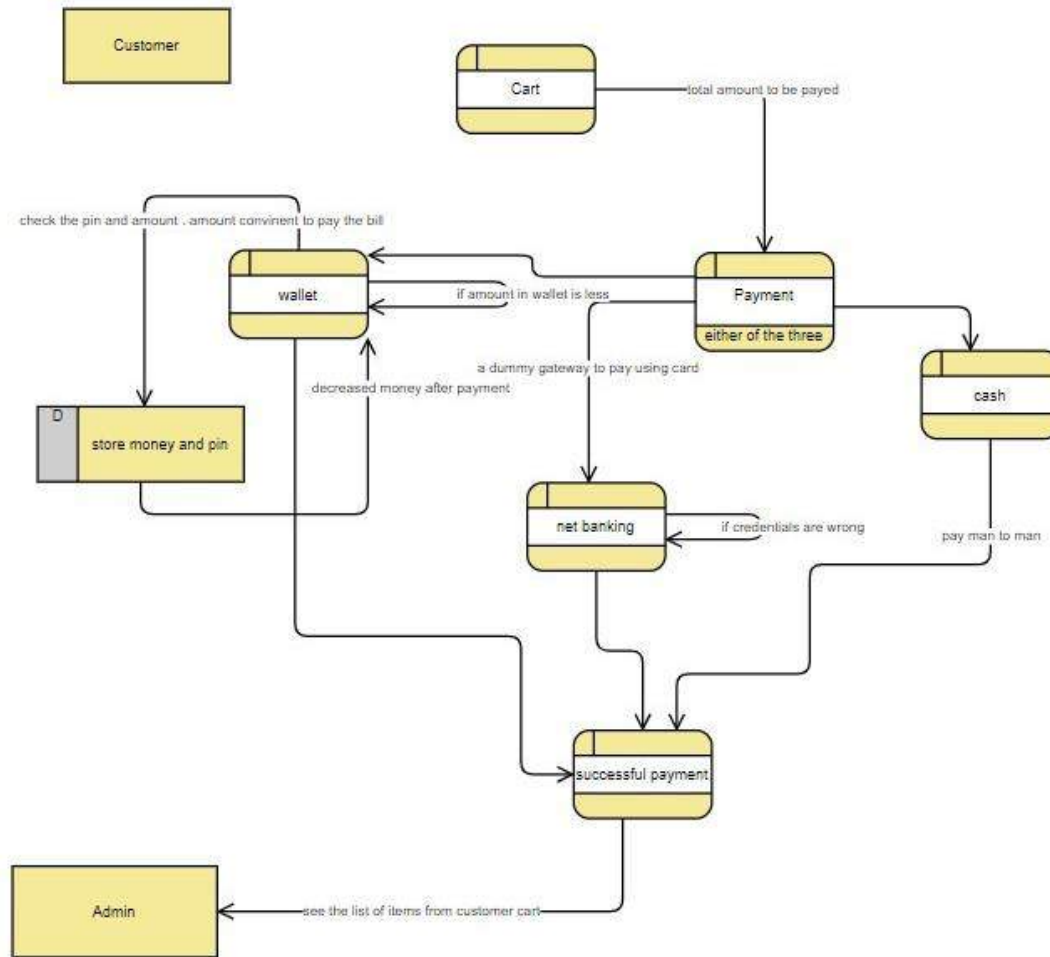 Customer
Cart
total amount to be payed
check the pin and amount . amount convinent to pay the bill
wallet
if amount in wallet is less
Payment
either of the three
a dummy gateway to pay using card
decreased money after payment
cash
D
store money and pin
net banking
if credentials are wrong
pay man to man
successful payment
Admin
see the list of items from customer cart